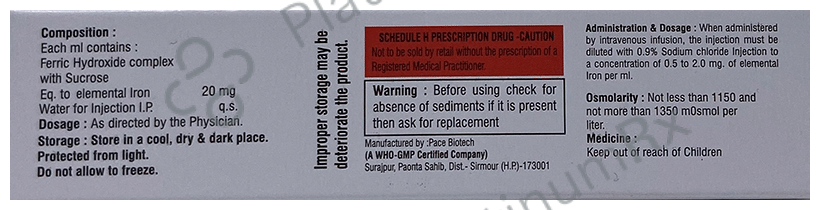 Composition :
Each ml contains :
Ferric Hydroxide complex
with Sucrose
Eq. to elemental Iron 20 mg
Water for Injection I.P. q.s.
Dosage : As directed by the Physician.
Storage : Store in a cool, dry & dark place.
Protected from light.
Do not allow to freeze.
Improper storage may be
deteriorate the product.
SCHEDULE H PRESCRIPTION DRUG -CAUTION
Not to be sold by retail without the prescription of a
Registered Medical Practitioner.
Warning : Before using check for
absence of sediments if it is present
then ask for replacement
Manufactured by :Pace Biotech
(A WHO-GMP Certified Company)
Surajpur, Paonta Sahib, Dist.- Sirmour (H.P.)-173001
Administration & Dosage : When administered
by intravenous infusion, the injection must be
diluted with 0.9% Sodium chloride Injection to
a concentration of 0.5 to 2.0 mg. of elemental
Iron per ml.
Osmolarity : Not less than 1150 and
not more than 1350 m0smol per
liter.
Medicine :
Keep out of reach of Children